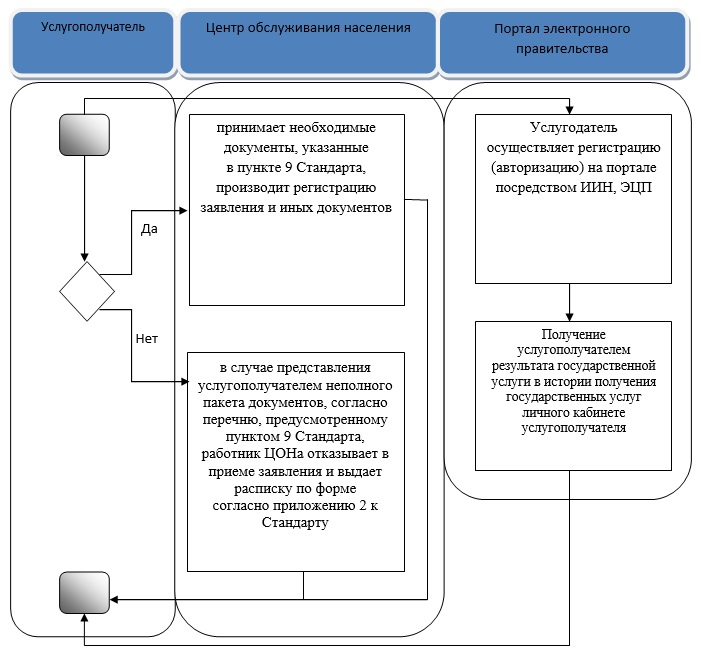 Услугополучатель
Центр обслуживания населения
Портал электронного
правительства
принимает необходимые
документы, указанные
в пункте 9 Стандарта,
производит регистрацию
заявления и иных документов
Да
Нет
в случае представления
услугополучателем неполного
пакета документов, согласно
перечню, предусмотренному
пунктом 9 Стандарта,
работник ЦОНа отказывает в
приеме заявления и выдает
расписку по форме
согласно приложению 2 к
Стандарту
Услугодатель
осуществляет регистрацию
(авторизацию) на портале
посредством ИИН, ЭЦП
Получение
услугополучателем
результата государственной
услуги в истории получения
государственных услуг
личного кабинете
услугополучателя